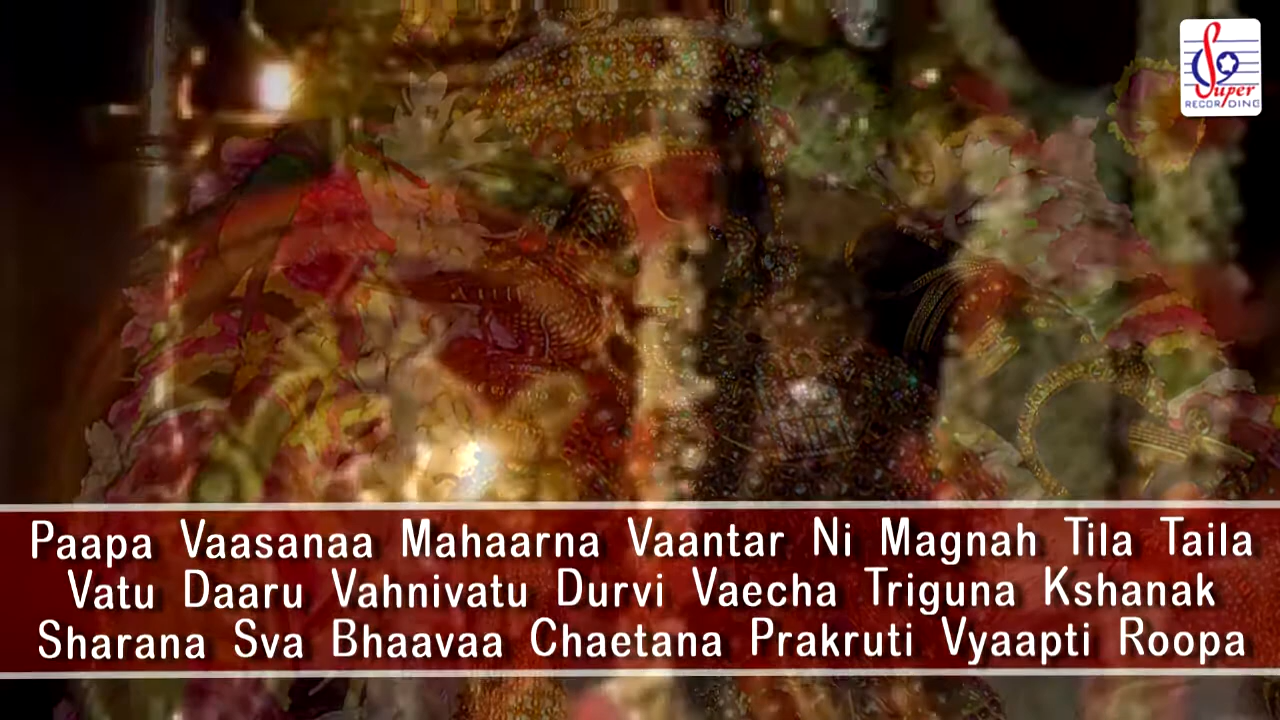 Super
RECORDING
Paapa Vaasanaa Mahaarna Vaantar Ni Magnah Tila Taila
Vatu Daaru Vahnivatu Durvi Vaecha Triguna Kshanak
Sharana Sva Bhaavaa Chaetana Prakruti Vyaapti Roopa